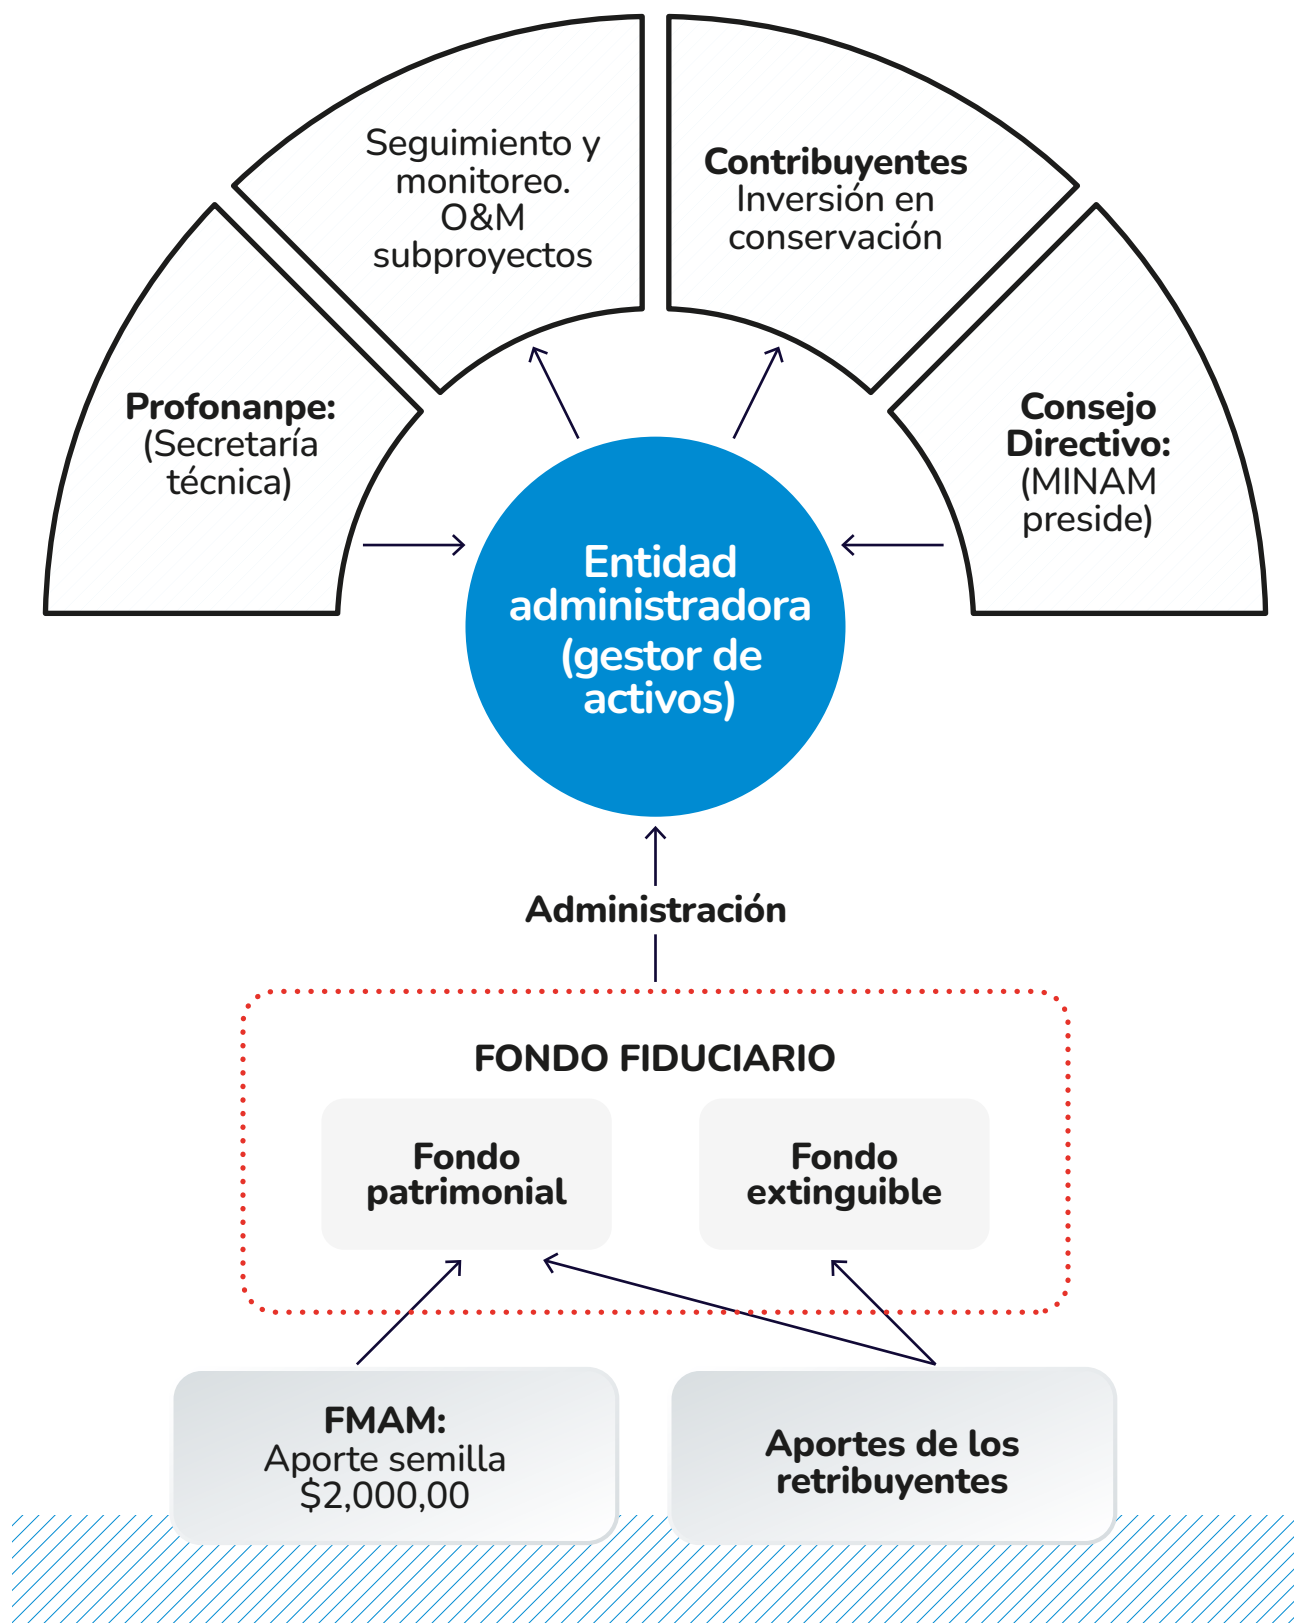 Seguimiento y
monitoreo.
O&M
subproyectos
Contribuyentes
Inversión en
conservación
Profonanpe:
(Secretaría
técnica)
Consejo
Directivo:
(MINAM
preside)
Entidad
administradora
(gestor de
activos)
Administración
FONDO FIDUCIARIO
Fondo
patrimonial
Fondo
extinguible
FMAM:
Aporte semilla
$2,000,00
Aportes de los
retribuyentes